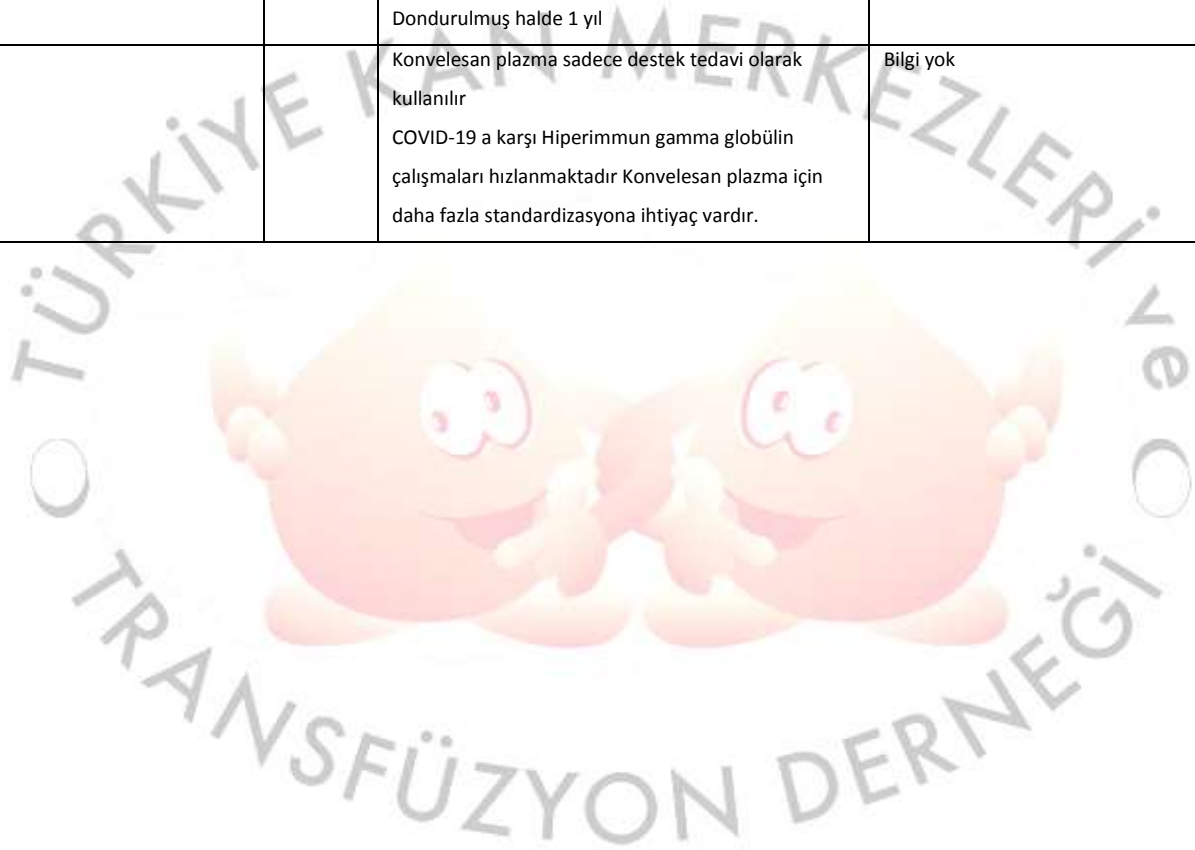 Dondurulmuş halde 1 yıl
Konvelesan plazma sadece destek tedavi olarak
kullanılır
COVID-19 a karşı Hiperimmun gamma globülin
çalışmaları hızlanmaktadır Konvelesan plazma için
daha fazla standardizasyona ihtiyaç vardır.
Bilgi yok
TÜRKİYE KAN MERKEZLERİ ve
TRANSFÜZYON DERNEĞİ